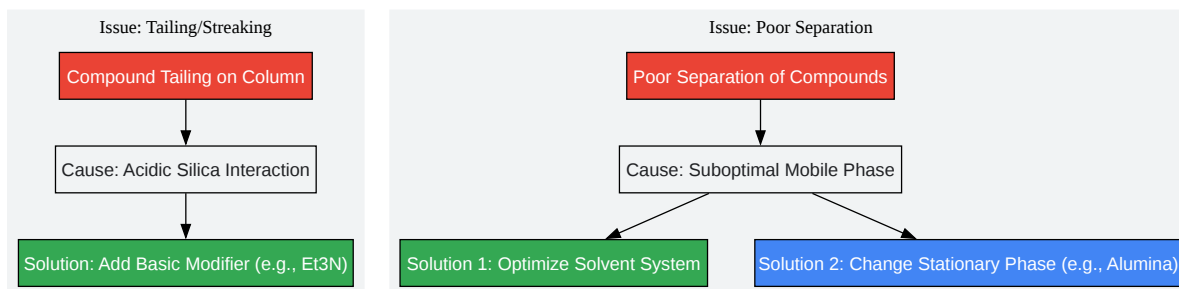 Issue: Tailing/Streaking
Compound Tailing on Column
Cause: Acidic Silica Interaction
Solution: Add Basic Modifier (e.g., Et3N)
Issue: Poor Separation
Poor Separation of Compounds
Cause: Suboptimal Mobile Phase
Solution 1: Optimize Solvent System
Solution 2: Change Stationary Phase (e.g., Alumina)